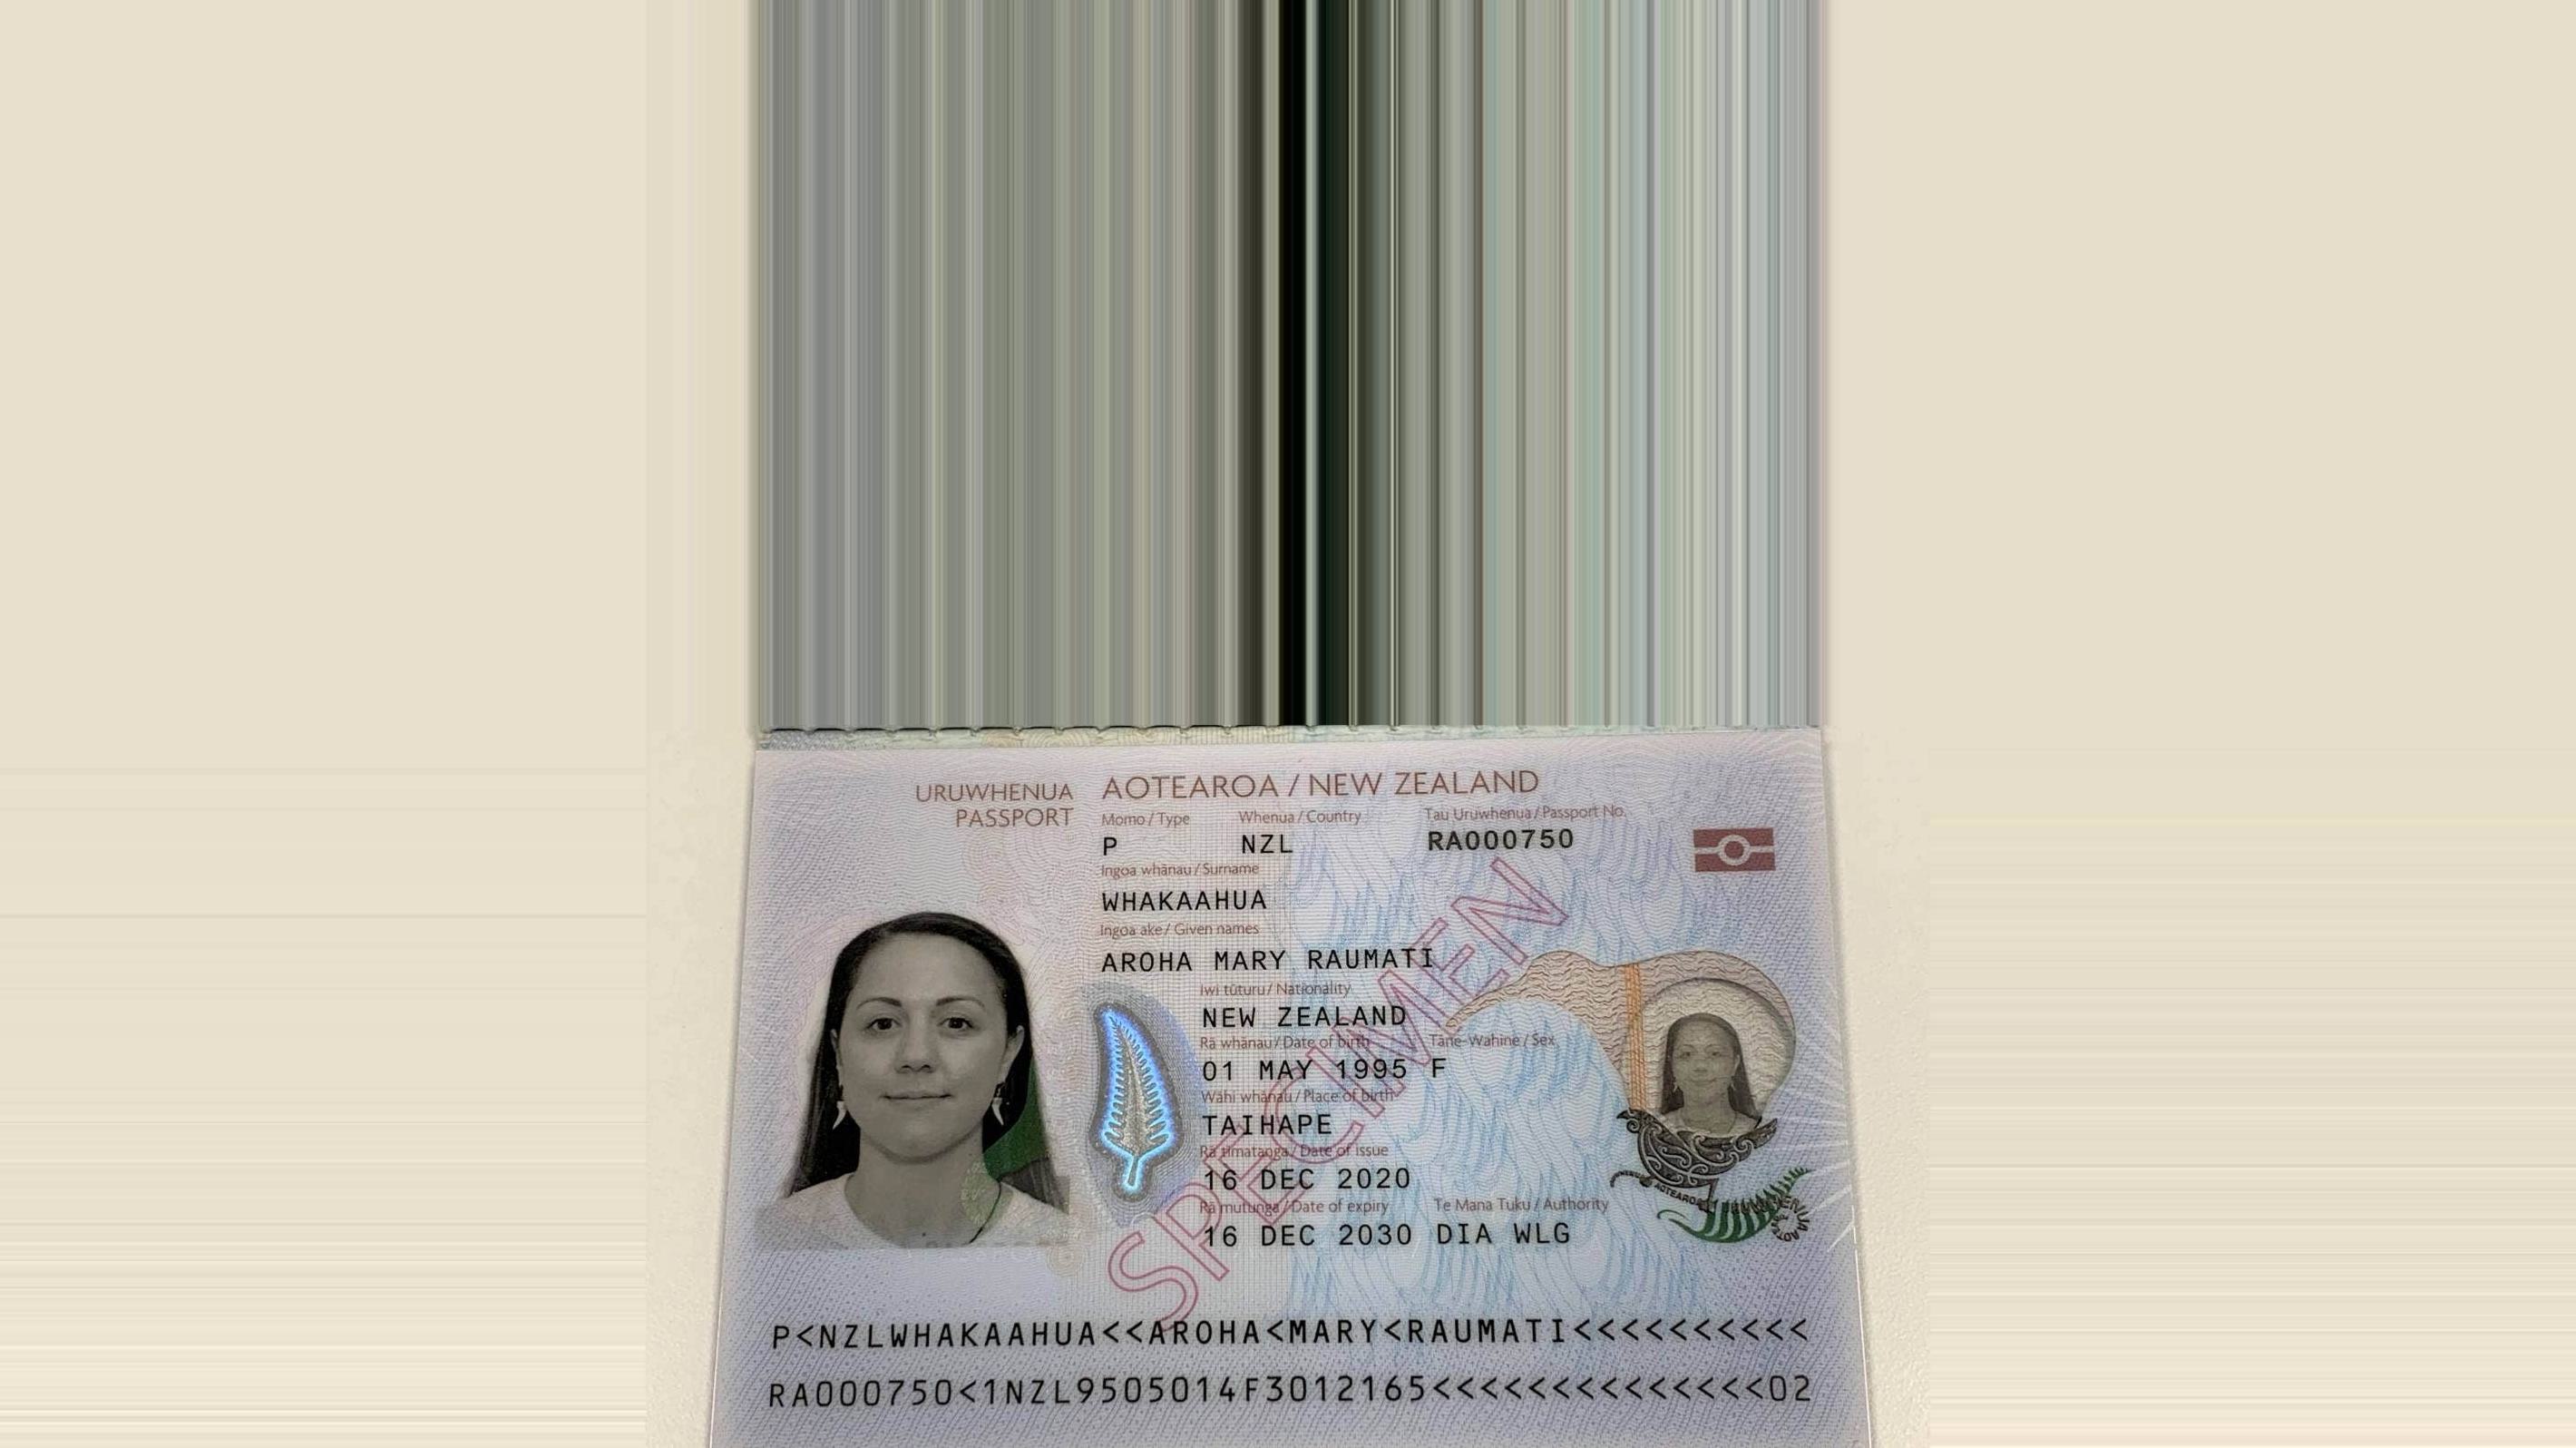 URUWHENUA
PASSPORT
AOTEAROA / NEW ZEALAND
Momo / Type
Whenua / Country
Tau Uruwhenua / Passport No.
P
NZL
RA000750
Ingoa whānau / Surname
WHAKAAHUA
Ingoa ake / Given names
AROHA MARY RAUMATI
Iwi tūturu / Nationality
NEW ZEALAND
Rā whānau / Date of birth
Tāne-Wahine / Sex
01 MAY 1995
F
Wāhi whānau / Place of birth
TAIHAPE
Rā tīmatanga / Date of issue
16 DEC 2020
Rā mutunga / Date of expiry
Te Mana Tuku / Authority
16 DEC 2030
DIA WLG
SPECIMEN
AOTEAROA
P<NZLWHAKAAHUA<<AROHA<MARY<RAUMATI<<<<<<<<<<
RA000750<1NZL9505014F3012165<<<<<<<<<<<<<<02